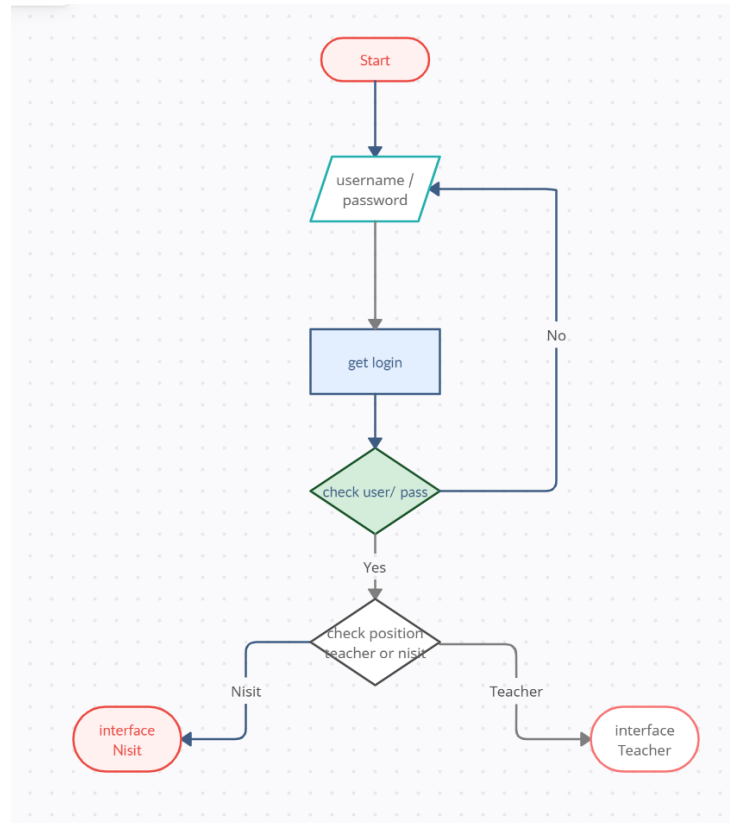 Start
username /
password
No
get login
check user/ pass
Yes
check position
teacher or nisit
Nisit
Teacher
interface
Nisit
interface
Teacher